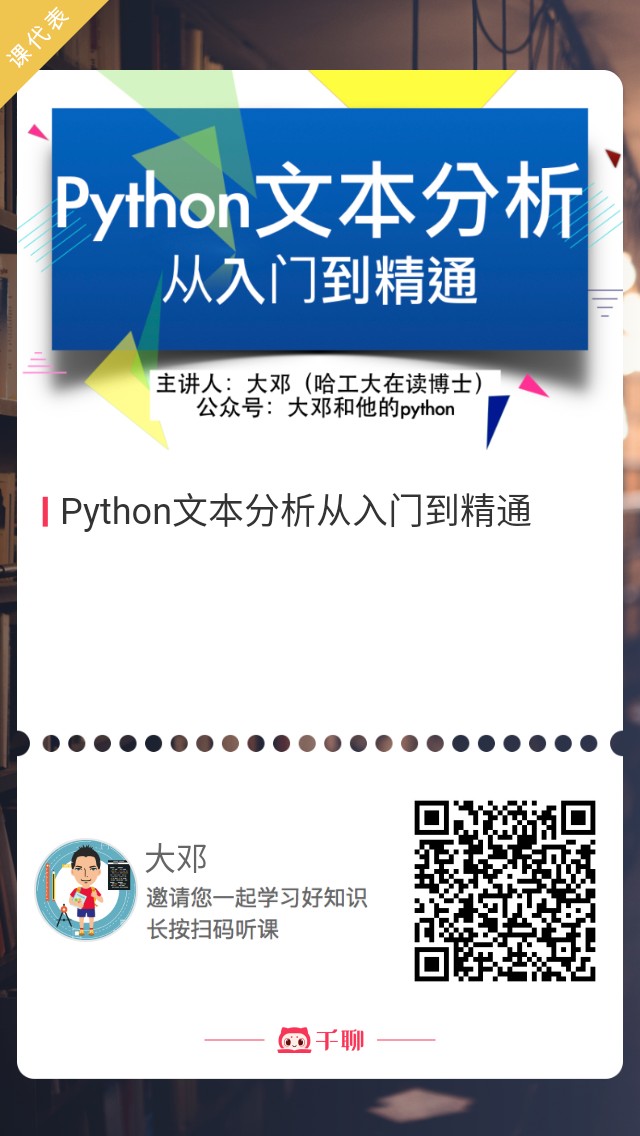 课代表
Python文本分析
从入门到精通
主讲人：大邓（哈工大在读博士）
公众号：大邓和他的python
Python文本分析从入门到精通
大邓
邀请您一起学习好知识
长按扫码听课
千聊